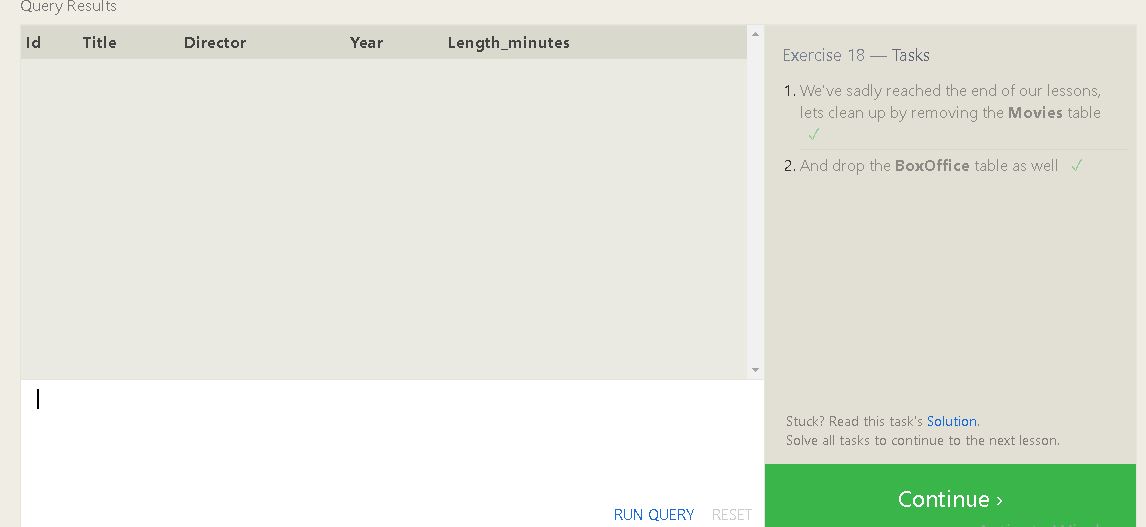 Query Results
Id Title Director Year Length_minutes
Exercise 18 — Tasks
1. We've sadly reached the end of our lessons,
lets clean up by removing the Movies table
✓
2. And drop the BoxOffice table as well ✓
Stuck? Read this task's Solution.
Solve all tasks to continue to the next lesson.
RUN QUERY RESET
Continue ›